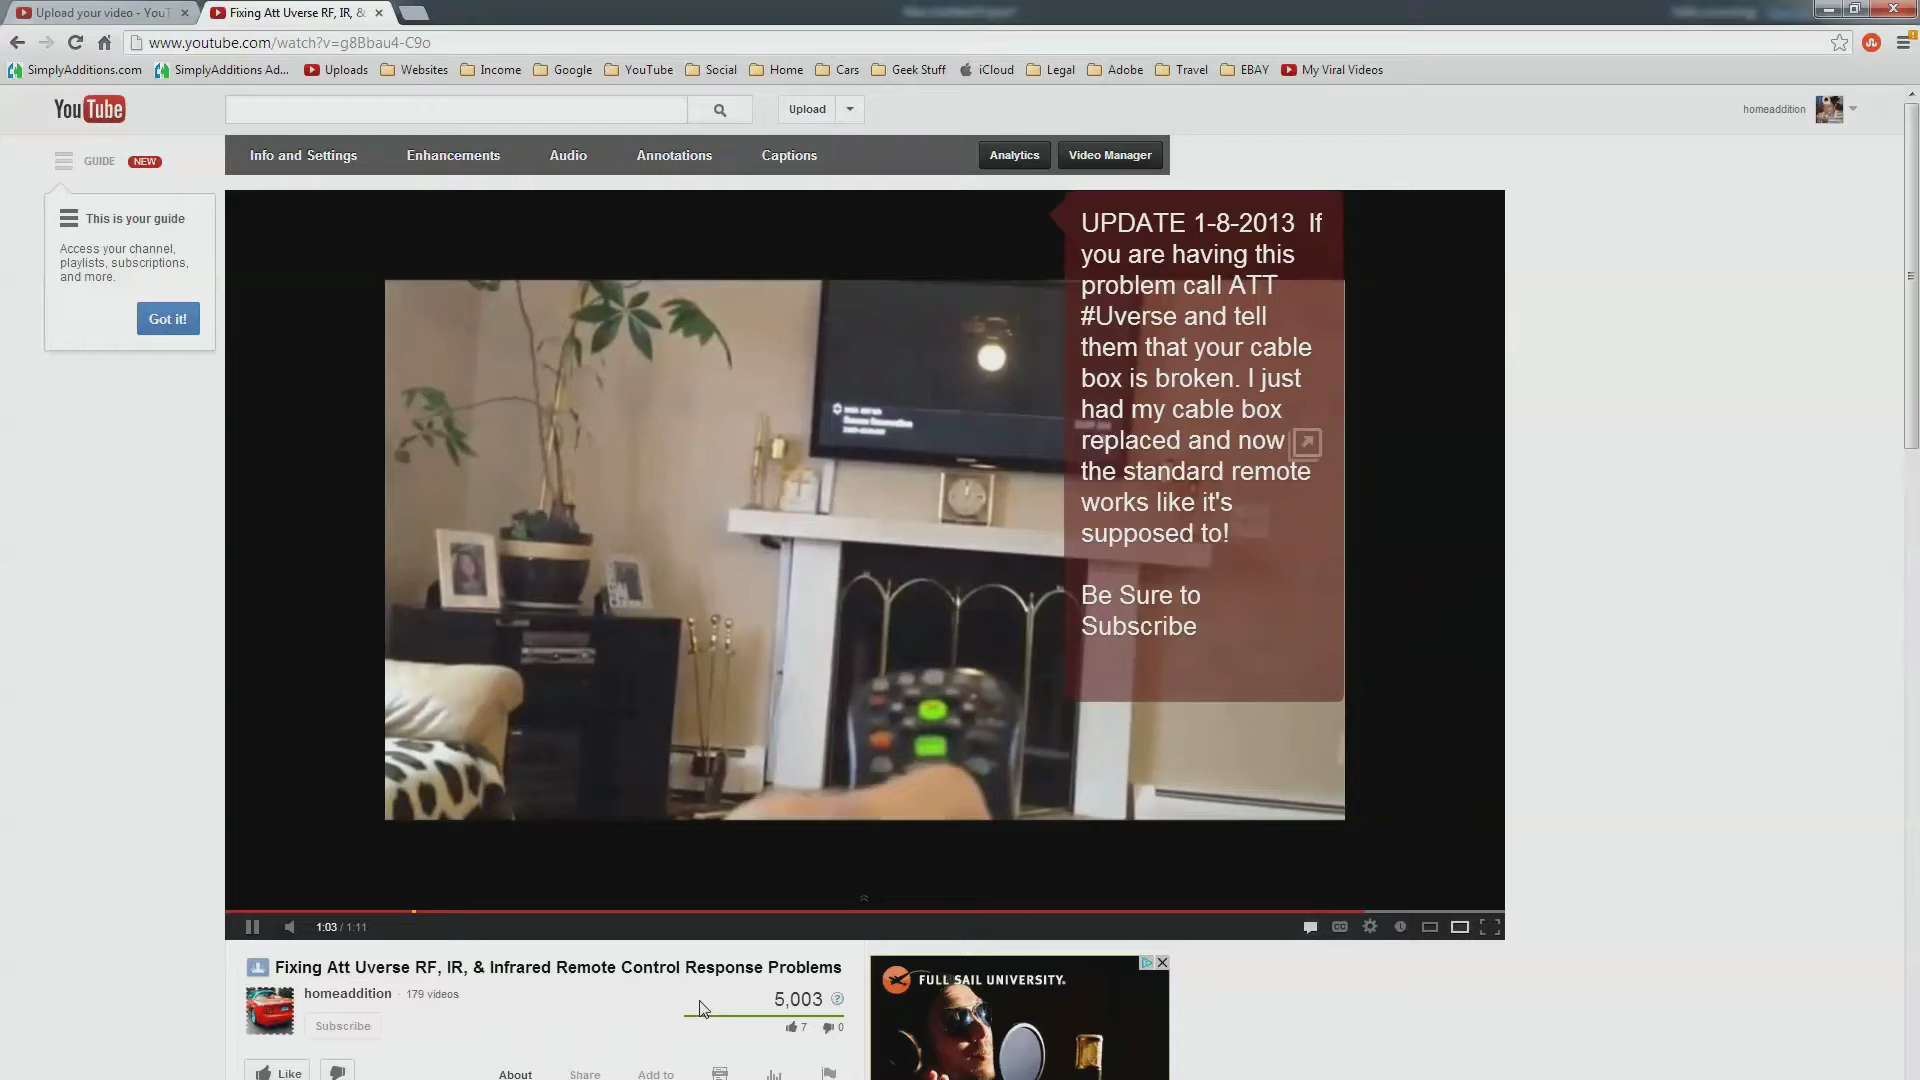 Upload your video - YouT
Fixing Att Uverse RF, IR, &
www.youtube.com/watch?v=g8Bbau4-C9o
SimplyAdditions.com
SimplyAdditions Ad...
Uploads
Websites
Income
Google
YouTube
Social
Home
Cars
Geek Stuff
iCloud
Legal
Adobe
Travel
EBAY
My Viral Videos
YouTube
Upload
homeaddition
GUIDE NEW
Info and Settings
Enhancements
Audio
Annotations
Captions
Analytics
Video Manager
This is your guide
Access your channel,
playlists, subscriptions,
and more.
Got it!
UPDATE 1-8-2013 If
you are having this
problem call ATT
#Uverse and tell
them that your cable
box is broken. I just
had my cable box
replaced and now
the standard remote
works like it's
supposed to!
Be Sure to
Subscribe
1:03 / 1:11
CC
Fixing Att Uverse RF, IR, & Infrared Remote Control Response Problems
homeaddition · 179 videos
Subscribe
5,003
7
0
Like
About
Share
Add to
FULL SAIL UNIVERSITY.